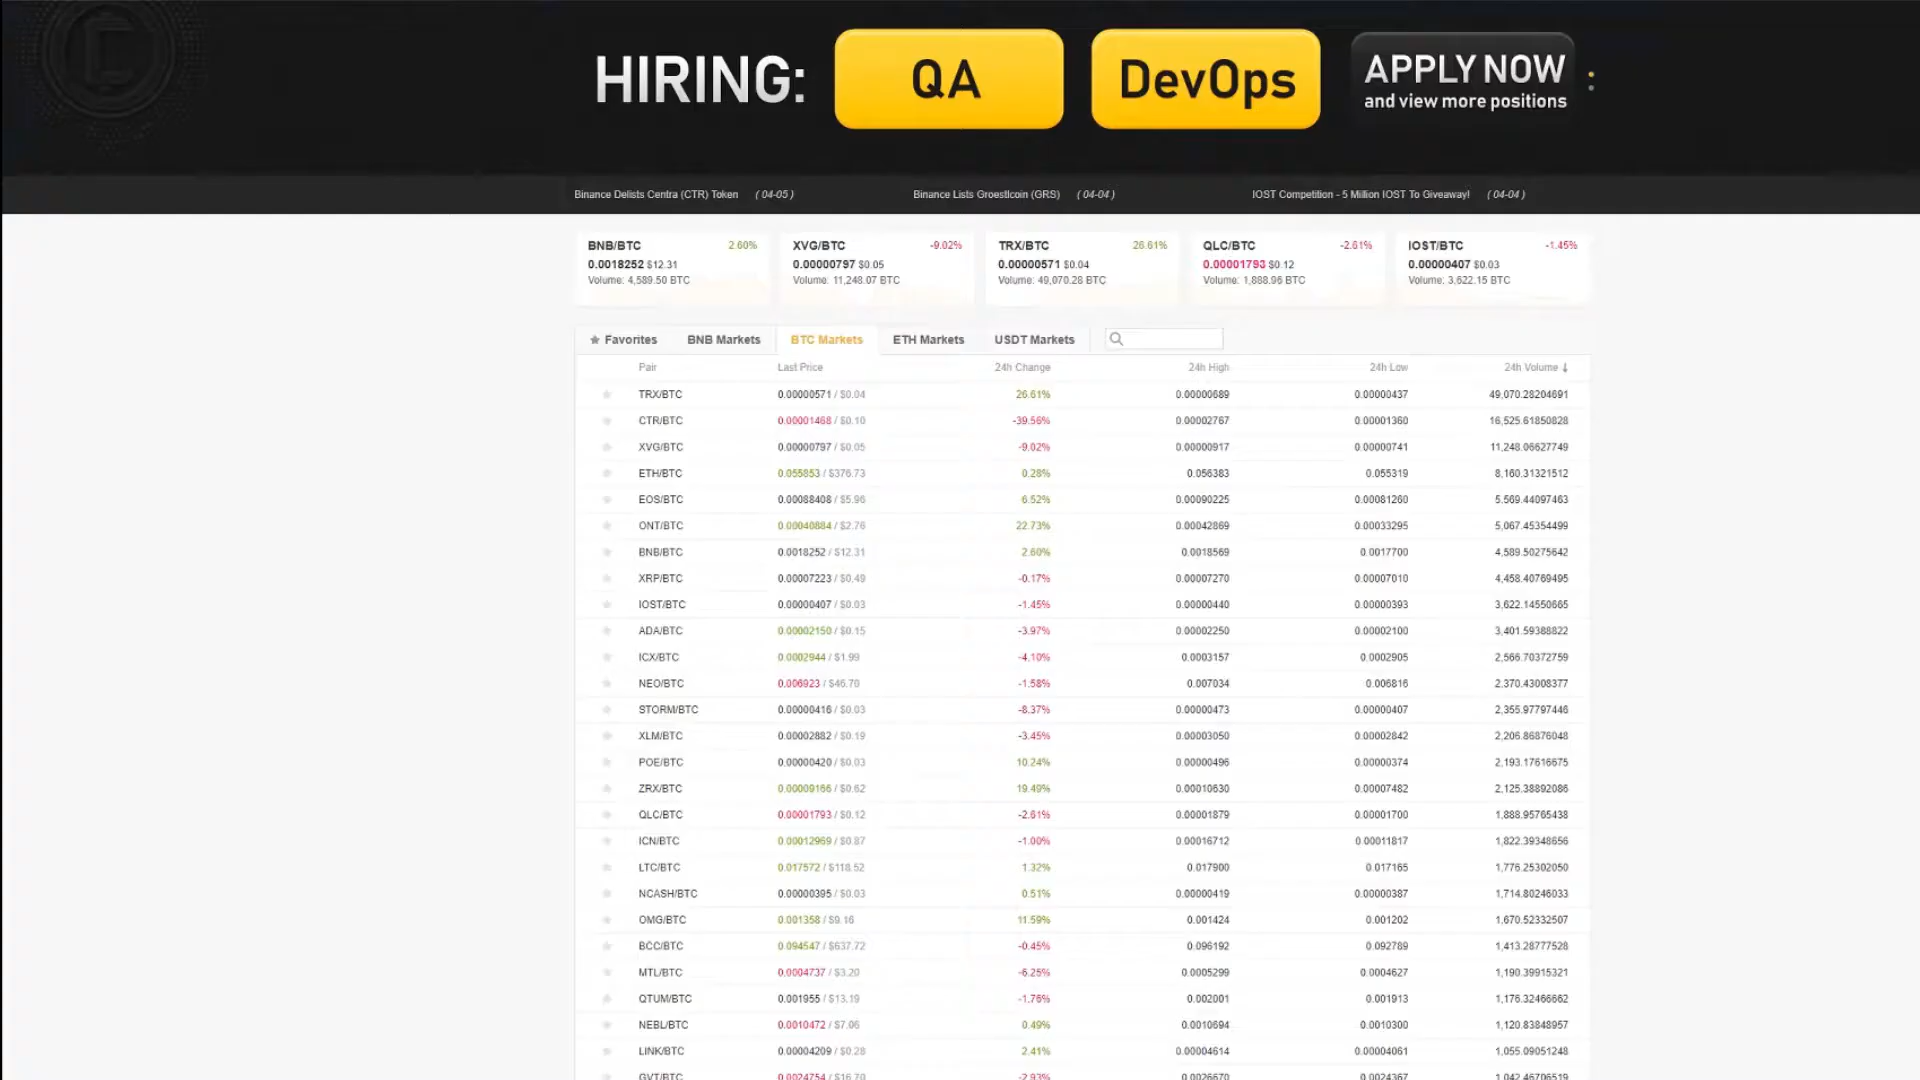 HIRING: QA DevOps APPLY NOW
and view more positions
Binance Delists Centra (CTR) Token ( 04-05 ) Binance Lists Groestlcoin (GRS) ( 04-04 ) IOST Competition - 5 Million IOST To Giveaway! ( 04-04 )
BNB/BTC 2.60% XVG/BTC -9.02% TRX/BTC 26.61% QLC/BTC -2.61% IOST/BTC -1.45%
0.0018252 $12.31 0.00000797 $0.05 0.00000571 $0.04 0.00001793 $0.12 0.00000407 $0.03
Volume: 4,589.50 BTC Volume: 11,248.07 BTC Volume: 49,070.28 BTC Volume: 1,888.96 BTC Volume: 3,622.15 BTC
Favorites BNB Markets BTC Markets ETH Markets USDT Markets
Pair Last Price 24h Change 24h High 24h Low 24h Volume ↓
TRX/BTC 0.00000571 / $0.04 26.61% 0.00000689 0.00000437 49,070.28204691
CTR/BTC 0.00001468 / $0.10 -39.56% 0.00002767 0.00001360 16,525.61850828
XVG/BTC 0.00000797 / $0.05 -9.02% 0.00000917 0.00000741 11,248.06627749
ETH/BTC 0.055853 / $376.73 0.28% 0.056383 0.055319 8,160.31321512
EOS/BTC 0.00088408 / $5.96 6.52% 0.00090225 0.00081260 5,569.44097463
ONT/BTC 0.00040884 / $2.76 22.73% 0.00042869 0.00033295 5,067.45354499
BNB/BTC 0.0018252 / $12.31 2.60% 0.0018569 0.0017700 4,589.50275642
XRP/BTC 0.00007223 / $0.49 -0.17% 0.00007270 0.00007010 4,458.40769495
IOST/BTC 0.00000407 / $0.03 -1.45% 0.00000440 0.00000393 3,622.14550665
ADA/BTC 0.00002150 / $0.15 -3.97% 0.00002250 0.00002100 3,401.59388822
ICX/BTC 0.0002944 / $1.99 -4.10% 0.0003157 0.0002905 2,566.70372759
NEO/BTC 0.006923 / $46.70 -1.58% 0.007034 0.006816 2,370.43008377
STORM/BTC 0.00000416 / $0.03 -8.37% 0.00000473 0.00000407 2,355.97797446
XLM/BTC 0.00002882 / $0.19 -3.45% 0.00003050 0.00002842 2,206.86876048
POE/BTC 0.00000420 / $0.03 10.24% 0.00000496 0.00000374 2,193.17616675
ZRX/BTC 0.00009166 / $0.62 19.49% 0.00010630 0.00007482 2,125.38892086
QLC/BTC 0.00001793 / $0.12 -2.61% 0.00001879 0.00001700 1,888.95765438
ICN/BTC 0.00012969 / $0.87 -1.00% 0.00016712 0.00011817 1,822.39348656
LTC/BTC 0.017572 / $118.52 1.32% 0.017900 0.017165 1,776.25302050
NCASH/BTC 0.00000395 / $0.03 0.51% 0.00000419 0.00000387 1,714.80246033
OMG/BTC 0.001358 / $9.16 11.59% 0.001424 0.001202 1,670.52332507
BCC/BTC 0.094547 / $637.72 -0.45% 0.096192 0.092789 1,413.28777528
MTL/BTC 0.0004737 / $3.20 -6.25% 0.0005299 0.0004627 1,190.39915321
QTUM/BTC 0.001955 / $13.19 -1.76% 0.002001 0.001913 1,176.32466662
NEBL/BTC 0.0010472 / $7.06 0.49% 0.0010694 0.0010300 1,120.83848957
LINK/BTC 0.00004209 / $0.28 2.41% 0.00004614 0.00004061 1,055.09051248
GVT/BTC 0.0024754 / $16.70 -2.93% 0.0026670 0.0024367 1,042.46706519